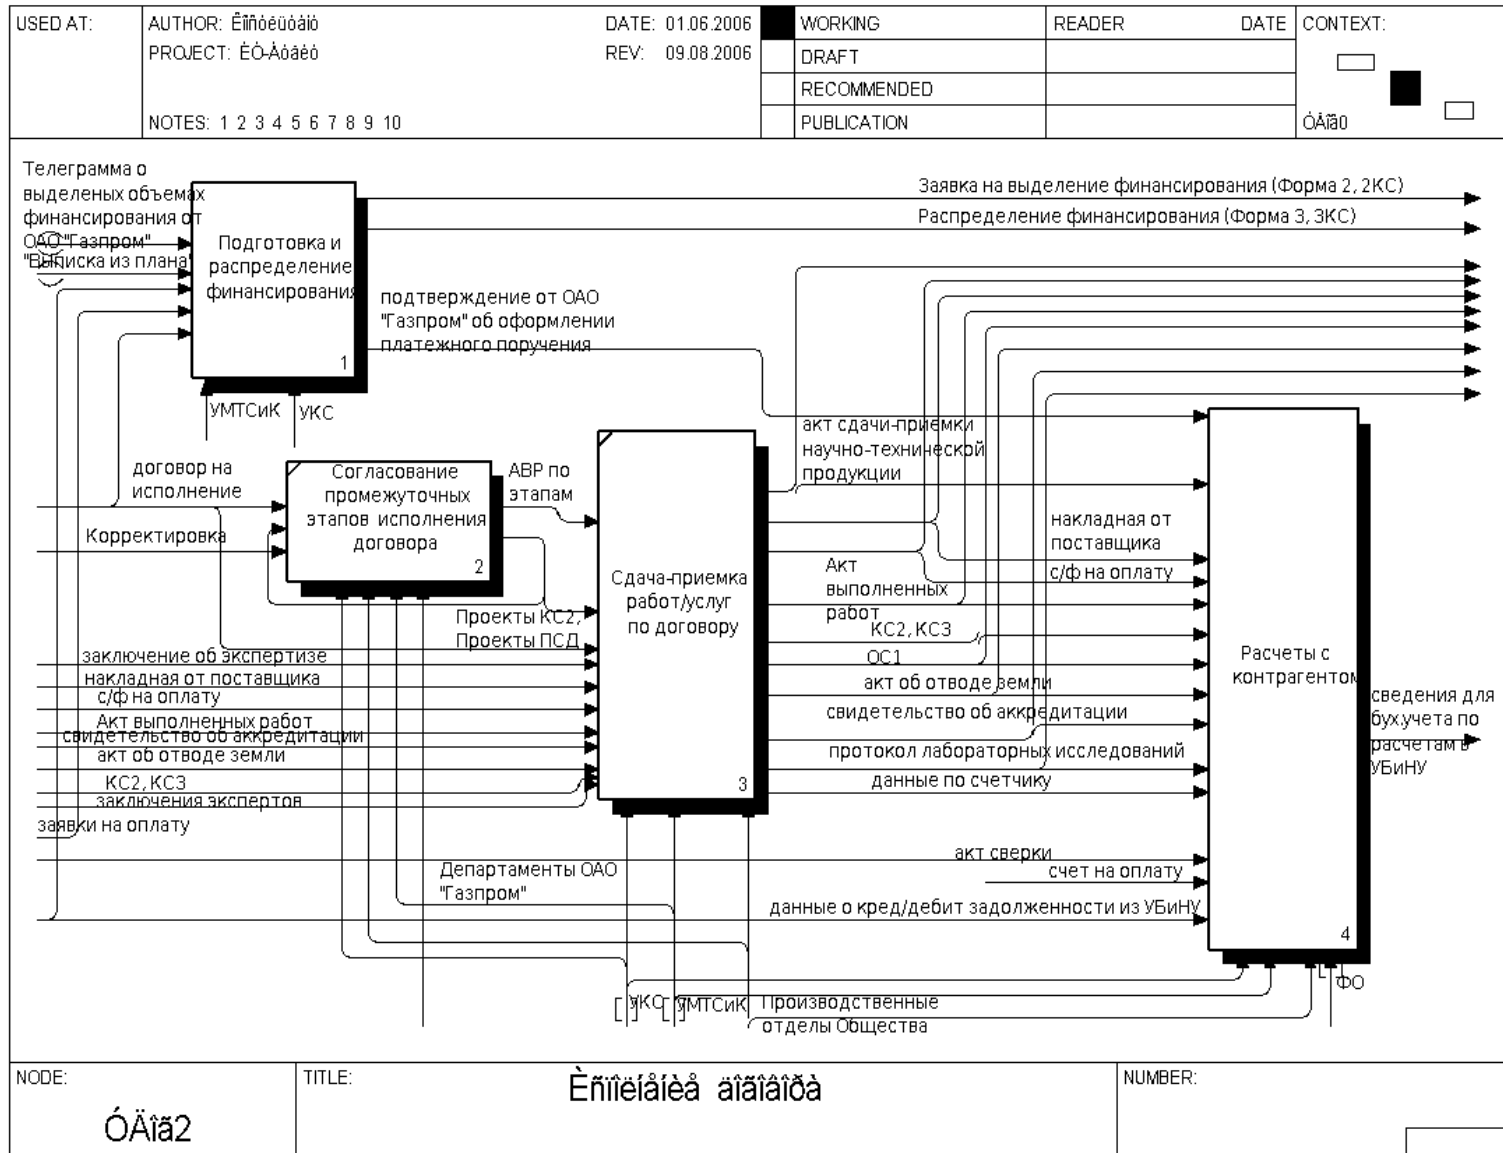 USED AT:
AUTHOR: Êîíñóëüòàíò
DATE: 01.06.2006
WORKING
READER
DATE
CONTEXT:
PROJECT: ÈÓ-Àóäèò
REV: 09.08.2006
DRAFT
RECOMMENDED
NOTES: 1 2 3 4 5 6 7 8 9 10
PUBLICATION
ÓÄîã0
Телеграмма о
выделеных объемах
финансирования от
ОАО "Газпром"
"Выписка из плана"
Подготовка и
распределение
финансирования
1
Заявка на выделение финансирования (Форма 2, 2КС)
Распределение финансирования (Форма 3, 3КС)
подтверждение от ОАО
"Газпром" об оформлении
платежного поручения
УМТСиК
УКС
договор на
исполнение
Корректировка
Согласование
промежуточных
этапов исполнения
договора
2
АВР по
этапам
Проекты КС2,
Проекты ПСД
Сдача-приемка
работ/услуг
по договору
3
акт сдачи-приемки
научно-технической
продукции
накладная от
поставщика
с/ф на оплату
Акт
выполненных
работ
КС2, КС3
ОС1
акт об отводе земли
свидетельство об аккредитации
протокол лабораторных исследований
данные по счетчику
Расчеты с
контрагентом
4
сведения для
бух.учета по
расчетам в
УБиНУ
заключение об экспертизе
накладная от поставщика
с/ф на оплату
Акт выполненных работ
свидетельство об аккредитации
акт об отводе земли
КС2, КС3
заключения экспертов
заявки на оплату
Департаменты ОАО
"Газпром"
акт сверки
счет на оплату
данные о кред/дебит задолженности из УБиНУ
УКС
УМТСиК
Производственные
отделы Общества
ФО
NODE:
TITLE:
NUMBER:
ÓÄîã2
Èñïîëíåíèå äîãîâîðà